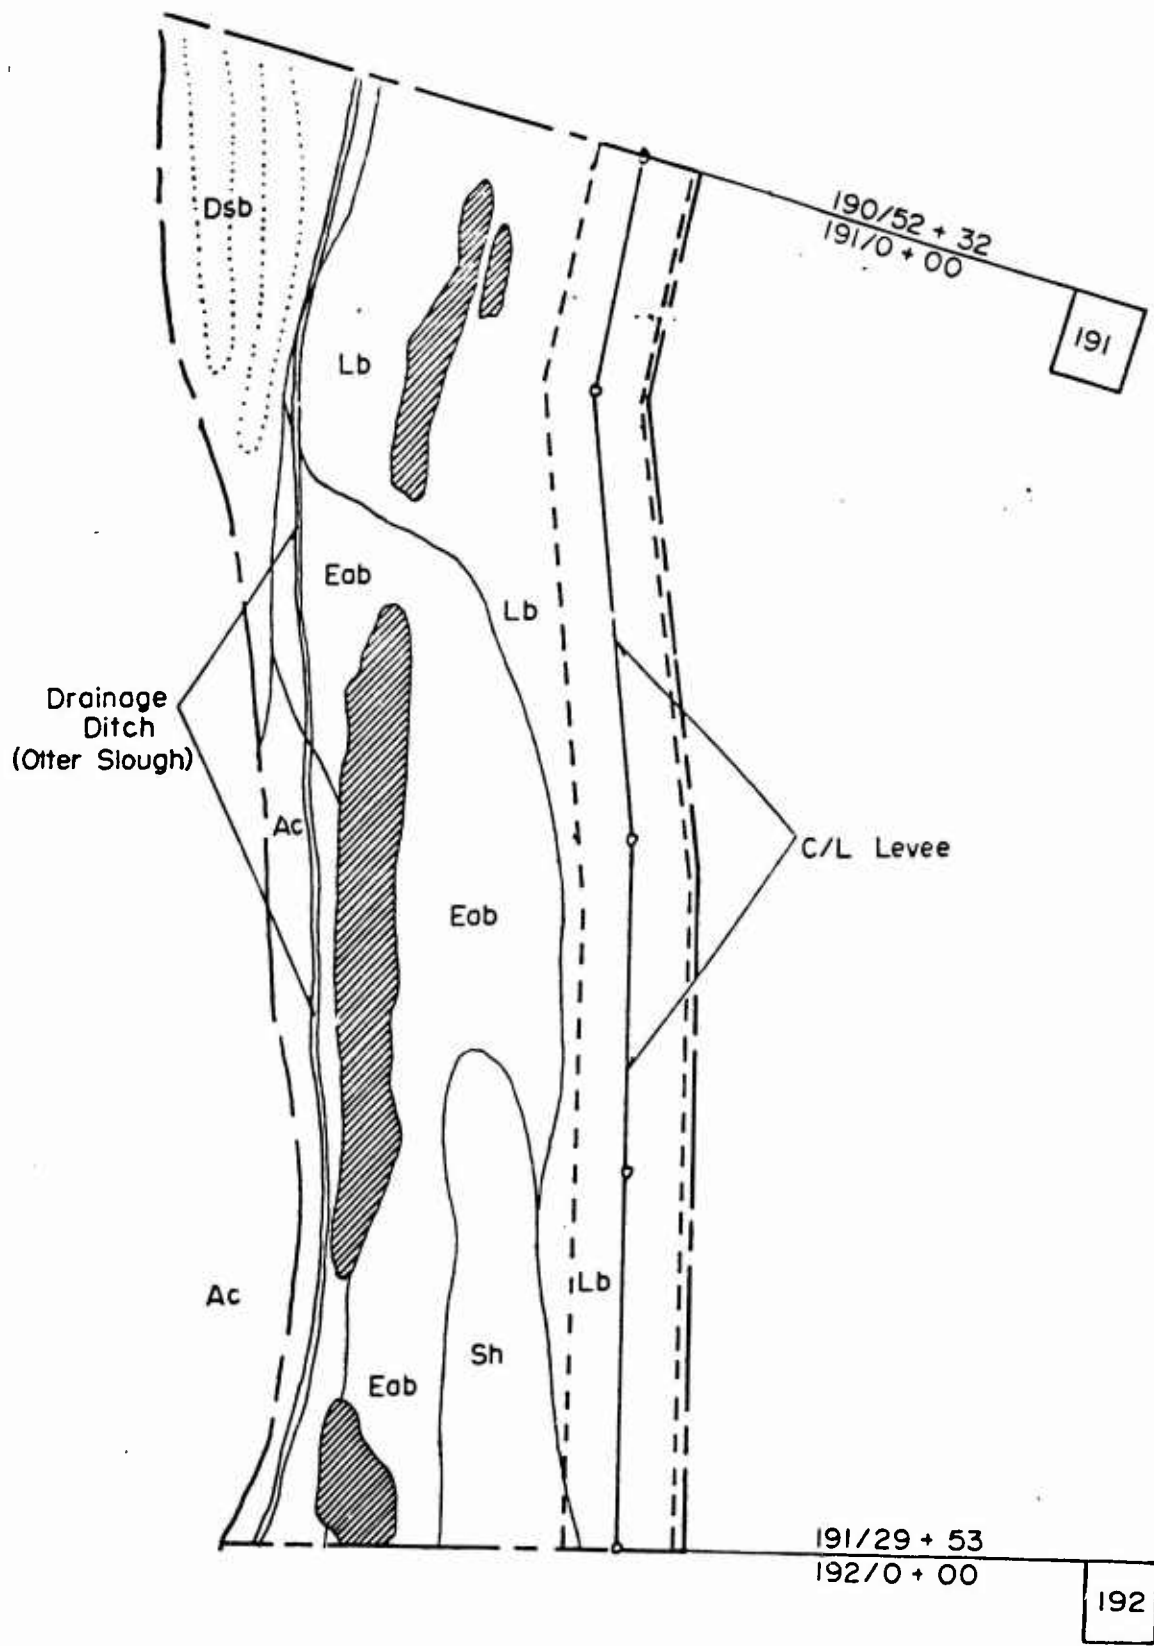 190/52 + 32
191/0 + 00
191
Dsb
Lb
Eab
Lb
Drainage
Ditch
(Otter Slough)
Ac
C/L Levee
Eab
Lb
Ac
Sh
Eab
191/29 + 53
192/0 + 00
192